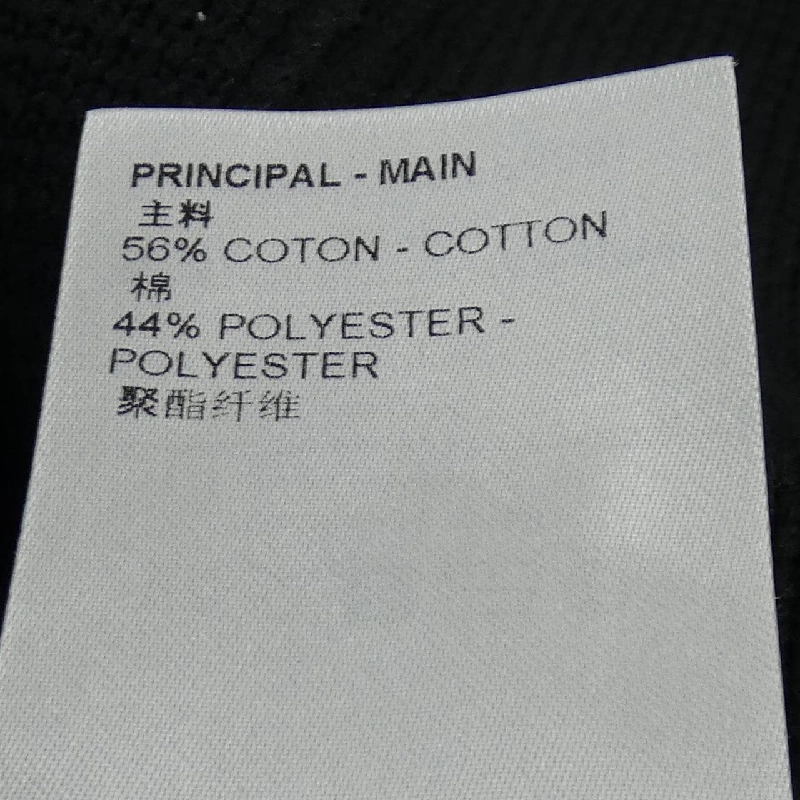 PRINCIPAL - MAIN
主料
56% COTON - COTTON
棉
44% POLYESTER -
POLYESTER
聚酯纤维